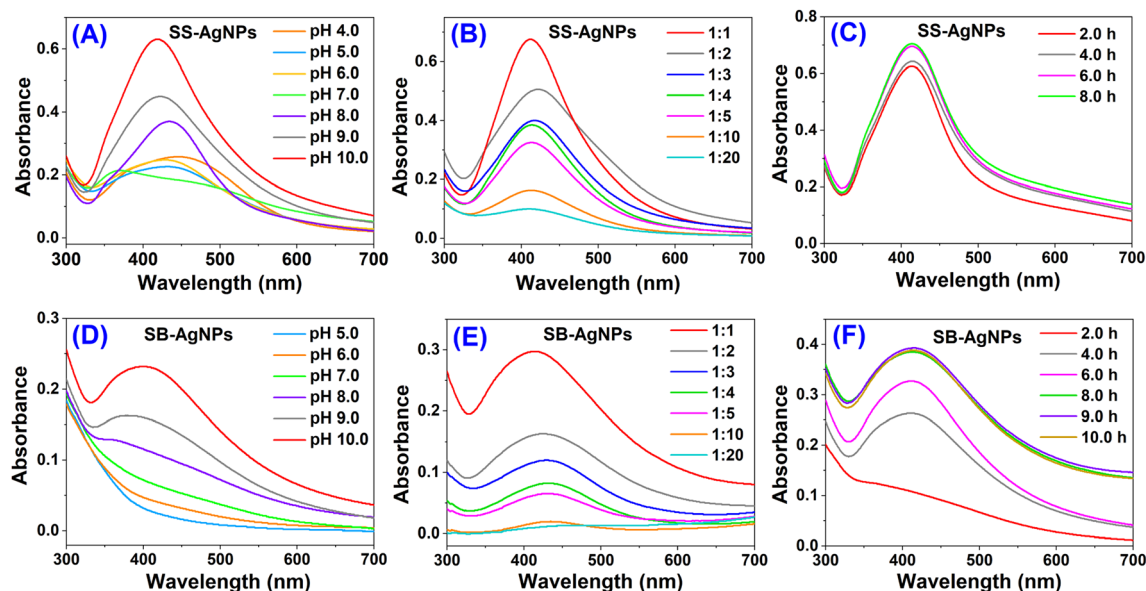 (A) SS-AgNPs
pH 4.0
pH 5.0
pH 6.0
pH 7.0
pH 8.0
pH 9.0
pH 10.0
0.6
0.4
0.2
0.0
Absorbance
300 400 500 600 700
Wavelength (nm)
(B) SS-AgNPs
1:1
1:2
1:3
1:4
1:5
1:10
1:20
0.6
0.4
0.2
0.0
Absorbance
300 400 500 600 700
Wavelength (nm)
(C) SS-AgNPs
2.0 h
4.0 h
6.0 h
8.0 h
0.8
0.6
0.4
0.2
0.0
Absorbance
300 400 500 600 700
Wavelength (nm)
(D) SB-AgNPs
pH 5.0
pH 6.0
pH 7.0
pH 8.0
pH 9.0
pH 10.0
0.3
0.2
0.1
0.0
Absorbance
300 400 500 600 700
Wavelength (nm)
(E) SB-AgNPs
1:1
1:2
1:3
1:4
1:5
1:10
1:20
0.3
0.2
0.1
0.0
Absorbance
300 400 500 600 700
Wavelength (nm)
(F) SB-AgNPs
2.0 h
4.0 h
6.0 h
8.0 h
9.0 h
10.0 h
0.4
0.3
0.2
0.1
0.0
Absorbance
300 400 500 600 700
Wavelength (nm)